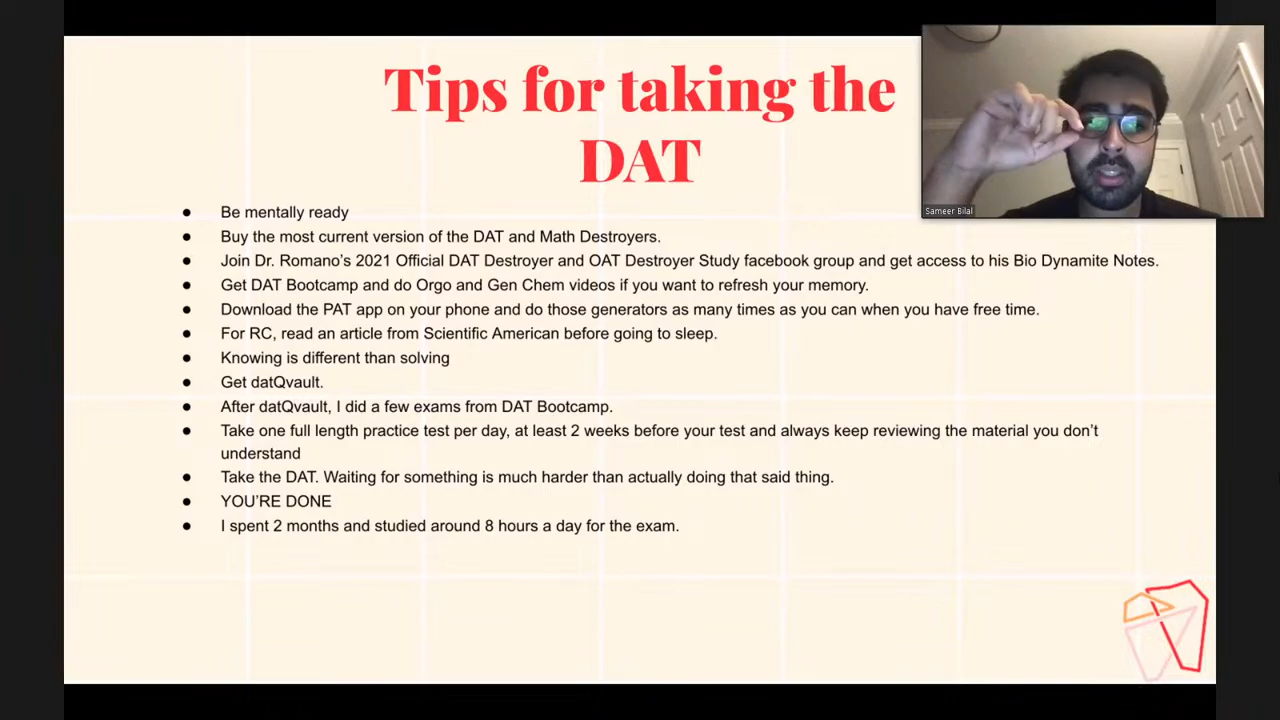 Tips for taking the
DAT
Sameer Bilal
● Be mentally ready
● Buy the most current version of the DAT and Math Destroyers.
● Join Dr. Romano’s 2021 Official DAT Destroyer and OAT Destroyer Study facebook group and get access to his Bio Dynamite Notes.
● Get DAT Bootcamp and do Orgo and Gen Chem videos if you want to refresh your memory.
● Download the PAT app on your phone and do those generators as many times as you can when you have free time.
● For RC, read an article from Scientific American before going to sleep.
● Knowing is different than solving
● Get datQvault.
● After datQvault, I did a few exams from DAT Bootcamp.
● Take one full length practice test per day, at least 2 weeks before your test and always keep reviewing the material you don’t
understand
● Take the DAT. Waiting for something is much harder than actually doing that said thing.
● YOU’RE DONE
● I spent 2 months and studied around 8 hours a day for the exam.